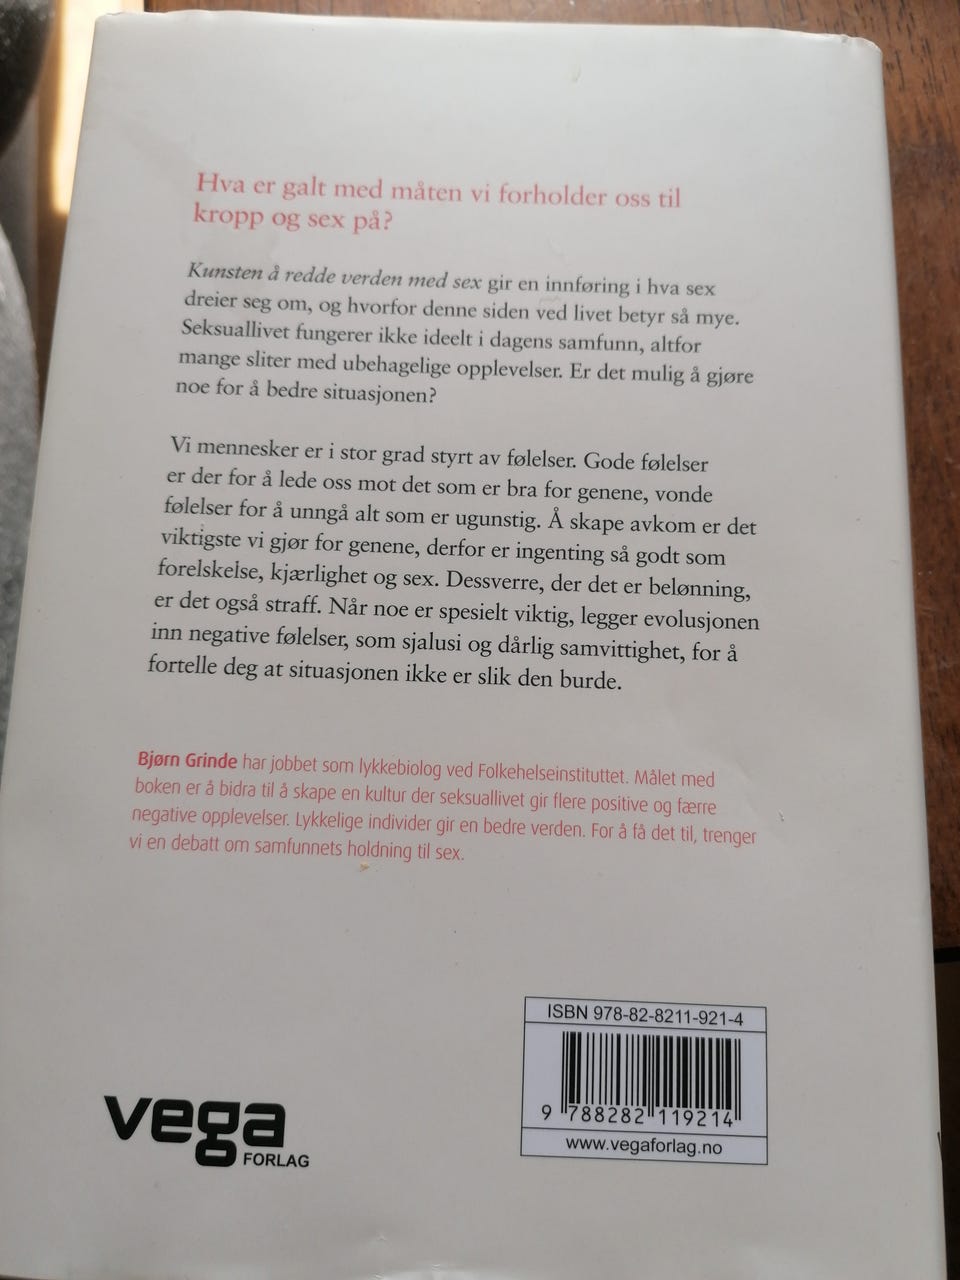 Hva er galt med måten vi forholder oss til
kropp og sex på?
Kunsten å redde verden med sex gir en innføring i hva sex
dreier seg om, og hvorfor denne siden ved livet betyr så mye.
Seksuallivet fungerer ikke ideelt i dagens samfunn, altfor
mange sliter med ubehagelige opplevelser. Er det mulig å gjøre
noe for å bedre situasjonen?
Vi mennesker er i stor grad styrt av følelser. Gode følelser
er der for å lede oss mot det som er bra for genene, vonde
følelser for å unngå alt som er ugunstig. Å skape avkom er det
viktigste vi gjør for genene, derfor er ingenting så godt som
forelskelse, kjærlighet og sex. Dessverre, der det er belønning,
er det også straff. Når noe er spesielt viktig, legger evolusjonen
inn negative følelser, som sjalusi og dårlig samvittighet, for å
fortelle deg at situasjonen ikke er slik den burde.
Bjørn Grinde har jobbet som lykkebiolog ved Folkehelseinstituttet. Målet med
boken er å bidra til å skape en kultur der seksuallivet gir flere positive og færre
negative opplevelser. Lykkelige individer gir en bedre verden. For å få det til, trenger
vi en debatt om samfunnets holdning til sex.
ISBN 978-82-8211-921-4
9 788282 119214
www.vegaforlag.no
vega
FORLAG